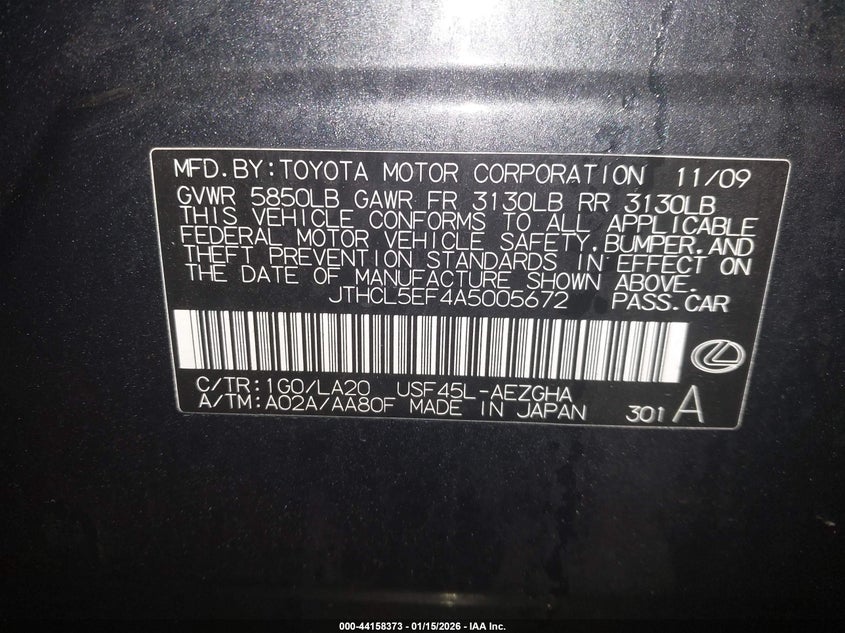 MFD.BY:TOYOTA MOTOR CORPORATION 11/09
GVWR 5850LB GAWR FR 3130LB RR 3130LB
THIS VEHICLE CONFORMS TO ALL APPLICABLE
FEDERAL MOTOR VEHICLE SAFETY,BUMPER,AND
THEFT PREVENTION STANDARDS IN EFFECT ON
THE DATE OF MANUFACTURE SHOWN ABOVE.
JTHCL5EF4A5005672 PASS.CAR
C/TR:1G0/LA20 USF45L-AEZGHA
A/TM:A02A/AA80F MADE IN JAPAN 301 A
000-44158373 - 01/15/2026 - IAA Inc.